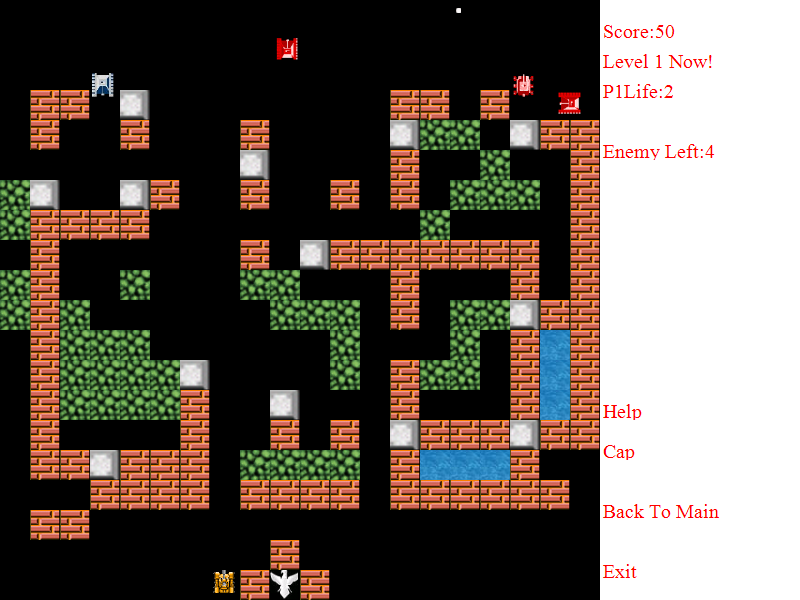 Score:50
Level 1 Now!
P1Life:2
Enemy Left:4
Help
Cap
Back To Main
Exit